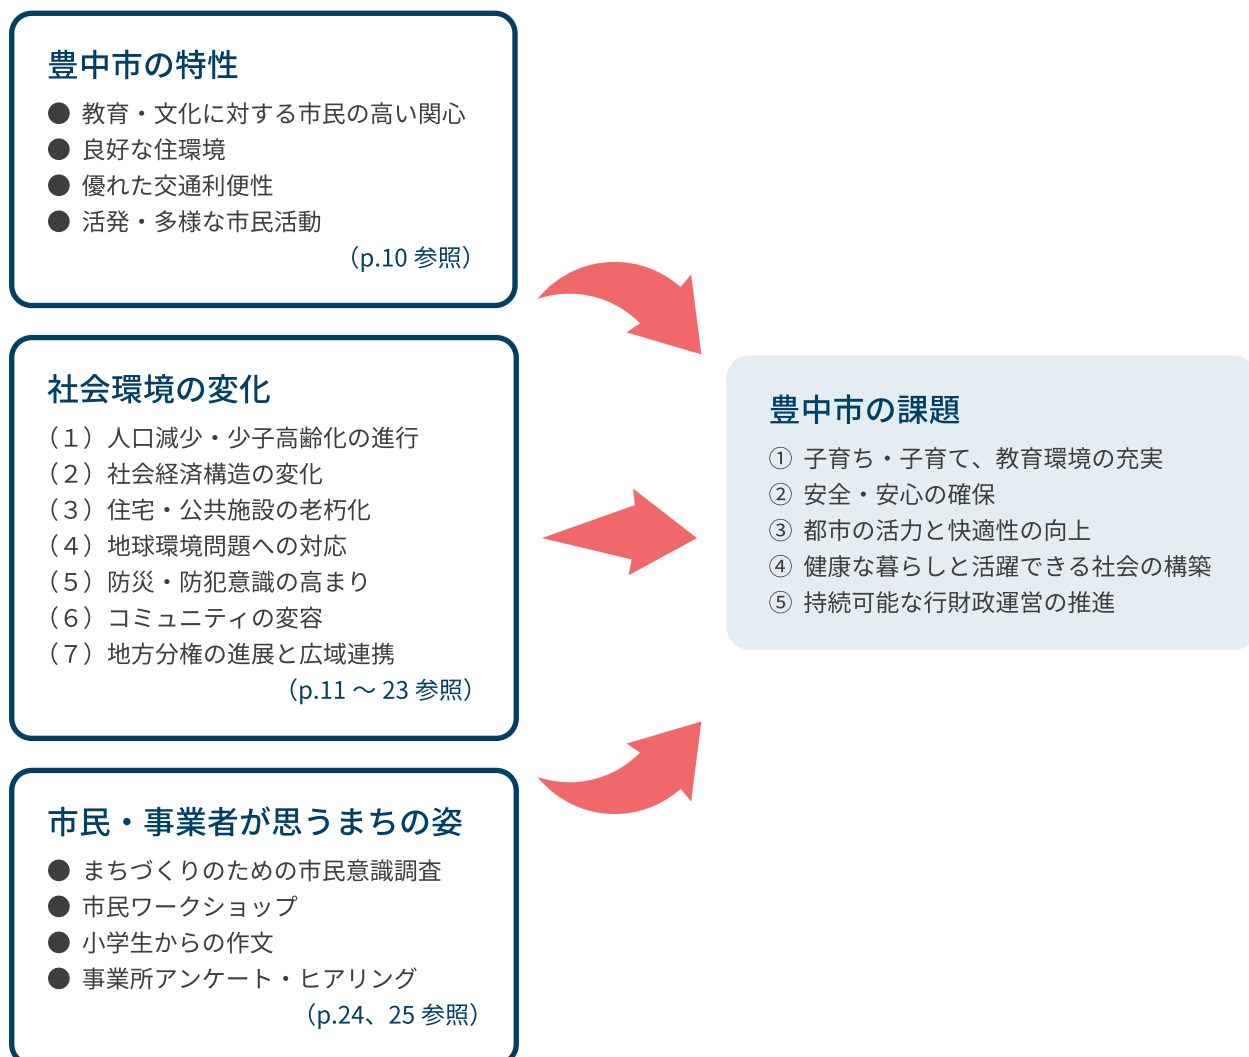 豊中市の特性
● 教育・文化に対する市民の高い関心
● 良好な住環境
● 優れた交通利便性
● 活発・多様な市民活動
（p.10 参照）
社会環境の変化
（１）人口減少・少子高齢化の進行
（２）社会経済構造の変化
（３）住宅・公共施設の老朽化
（４）地球環境問題への対応
（５）防災・防犯意識の高まり
（６）コミュニティの変容
（７）地方分権の進展と広域連携
（p.11 〜 23 参照）
市民・事業者が思うまちの姿
● まちづくりのための市民意識調査
● 市民ワークショップ
● 小学生からの作文
● 事業所アンケート・ヒアリング
（p.24、25 参照）
豊中市の課題
① 子育ち・子育て、教育環境の充実
② 安全・安心の確保
③ 都市の活力と快適性の向上
④ 健康な暮らしと活躍できる社会の構築
⑤ 持続可能な行財政運営の推進